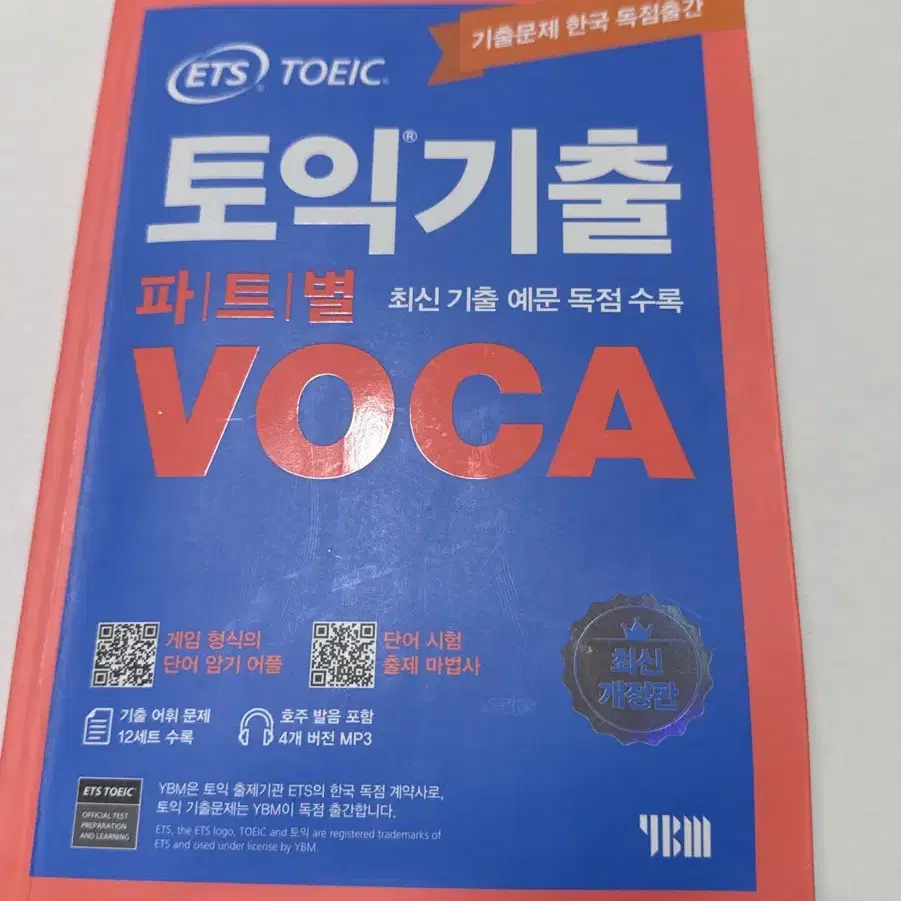 기출문제 한국 독점출간
ETS® TOEIC®
토익®기출
파|트|별 최신 기출 예문 독점 수록
VOCA
게임 형식의
단어 암기 어플
단어 시험
출제 마법사
최신
개정판
기출 어휘 문제
12세트 수록
호주 발음 포함
4개 버전 MP3
ETS TOEIC
OFFICIAL TEST
PREPARATION
AND LEARNING
YBM은 토익 출제기관 ETS의 한국 독점 계약사로,
토익 기출문제는 YBM이 독점 출간합니다.
ETS, the ETS logo, TOEIC and 토익 are registered trademarks of
ETS and used under license by YBM.
YBM